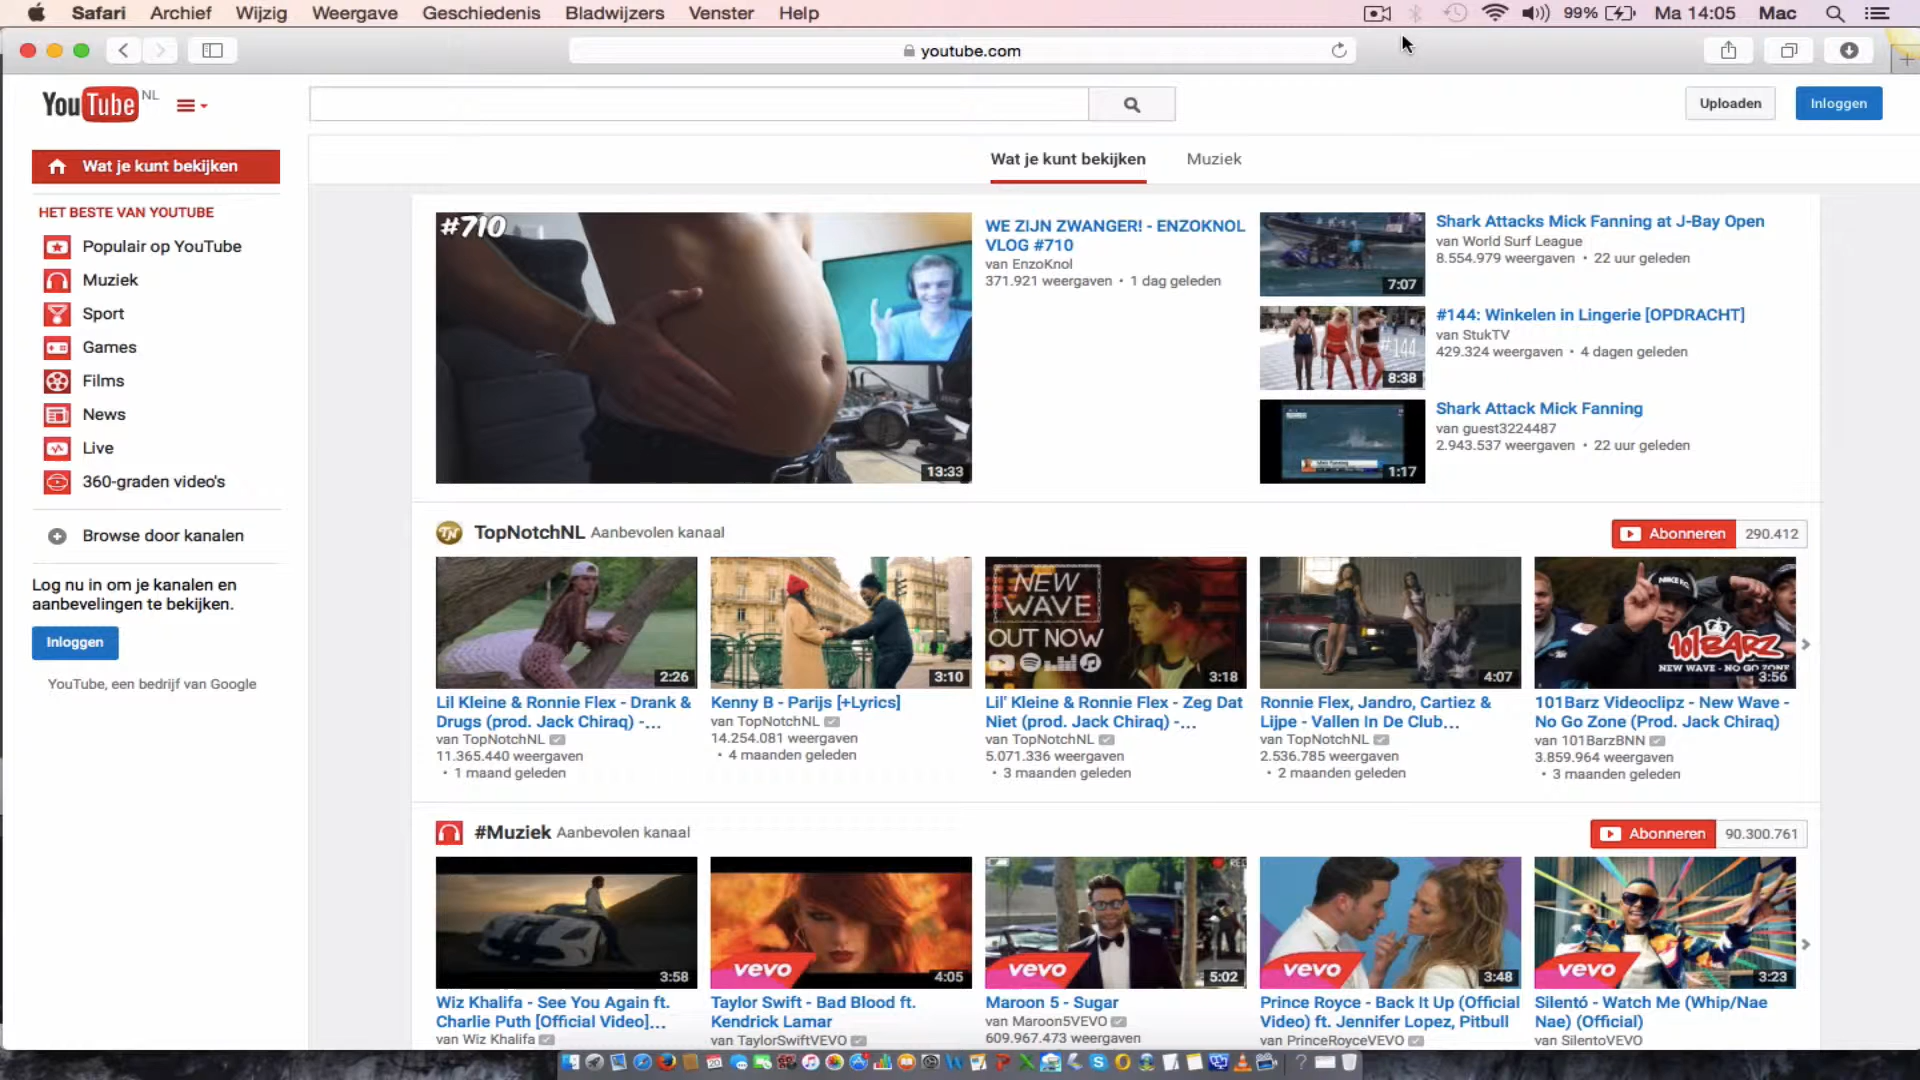 Safari Archief Wijzig Weergave Geschiedenis Bladwijzers Venster Help 99% Ma 14:05 Mac
youtube.com
YouTube NL
Uploaden Inloggen
Wat je kunt bekijken
HET BESTE VAN YOUTUBE
Populair op YouTube
Muziek
Sport
Games
Films
News
Live
360-graden video's
Browse door kanalen
Log nu in om je kanalen en
aanbevelingen te bekijken.
Inloggen
YouTube, een bedrijf van Google
Wat je kunt bekijken Muziek
#710
13:33
WE ZIJN ZWANGER! - ENZOKNOL
VLOG #710
van EnzoKnol
371.921 weergaven • 1 dag geleden
7:07
Shark Attacks Mick Fanning at J-Bay Open
van World Surf League
8.554.979 weergaven • 22 uur geleden
#144
8:38
#144: Winkelen in Lingerie [OPDRACHT]
van StukTV
429.324 weergaven • 4 dagen geleden
1:17
Shark Attack Mick Fanning
van guest3224487
2.943.537 weergaven • 22 uur geleden
TopNotchNL Aanbevolen kanaal
Abonneren 290.412
2:26
Lil Kleine & Ronnie Flex - Drank &
Drugs (prod. Jack Chiraq) -...
van TopNotchNL
11.365.440 weergaven
• 1 maand geleden
3:10
Kenny B - Parijs [+Lyrics]
van TopNotchNL
14.254.081 weergaven
• 4 maanden geleden
NEW
WAVE
OUT NOW
3:18
Lil' Kleine & Ronnie Flex - Zeg Dat
Niet (prod. Jack Chiraq) -...
van TopNotchNL
5.071.336 weergaven
• 3 maanden geleden
4:07
Ronnie Flex, Jandro, Cartiez &
Lijpe - Vallen In De Club...
van TopNotchNL
2.536.785 weergaven
• 2 maanden geleden
101BARZ
NEW WAVE - NO GO ZONE
3:56
101Barz Videoclipz - New Wave -
No Go Zone (Prod. Jack Chiraq)
van 101BarzBNN
3.859.964 weergaven
• 3 maanden geleden
#Muziek Aanbevolen kanaal
Abonneren 90.300.761
3:58
Wiz Khalifa - See You Again ft.
Charlie Puth [Official Video]...
van Wiz Khalifa
vevo
4:05
Taylor Swift - Bad Blood ft.
Kendrick Lamar
van TaylorSwiftVEVO
vevo
5:02
Maroon 5 - Sugar
van Maroon5VEVO
609.967.473 weergaven
vevo
3:48
Prince Royce - Back It Up (Official
Video) ft. Jennifer Lopez, Pitbull
van PrinceRoyceVEVO
vevo
3:23
Silentó - Watch Me (Whip/Nae
Nae) (Official)
van SilentoVEVO